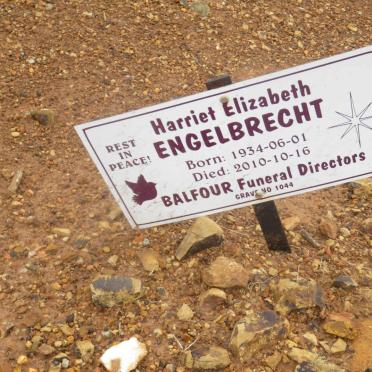 REST
IN
PEACE!
Harriet Elizabeth
ENGELBRECHT
Born: 1934-06-01
Died: 2010-10-16
BALFOUR Funeral Directors
GRAVE NO 1044